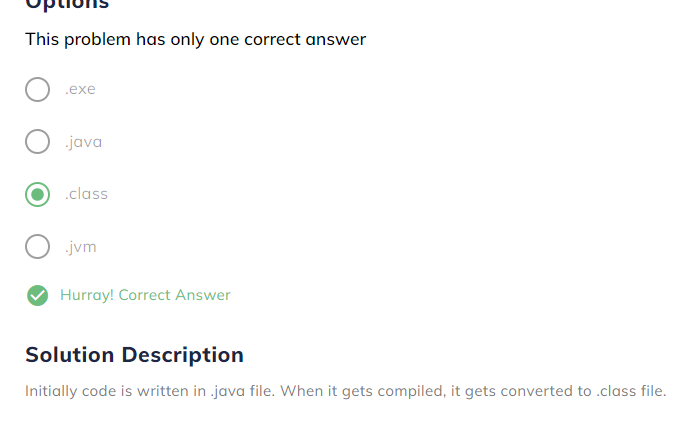 Options
This problem has only one correct answer
.exe
.java
.class
.jvm
Hurray! Correct Answer
Solution Description
Initially code is written in .java file. When it gets compiled, it gets converted to .class file.